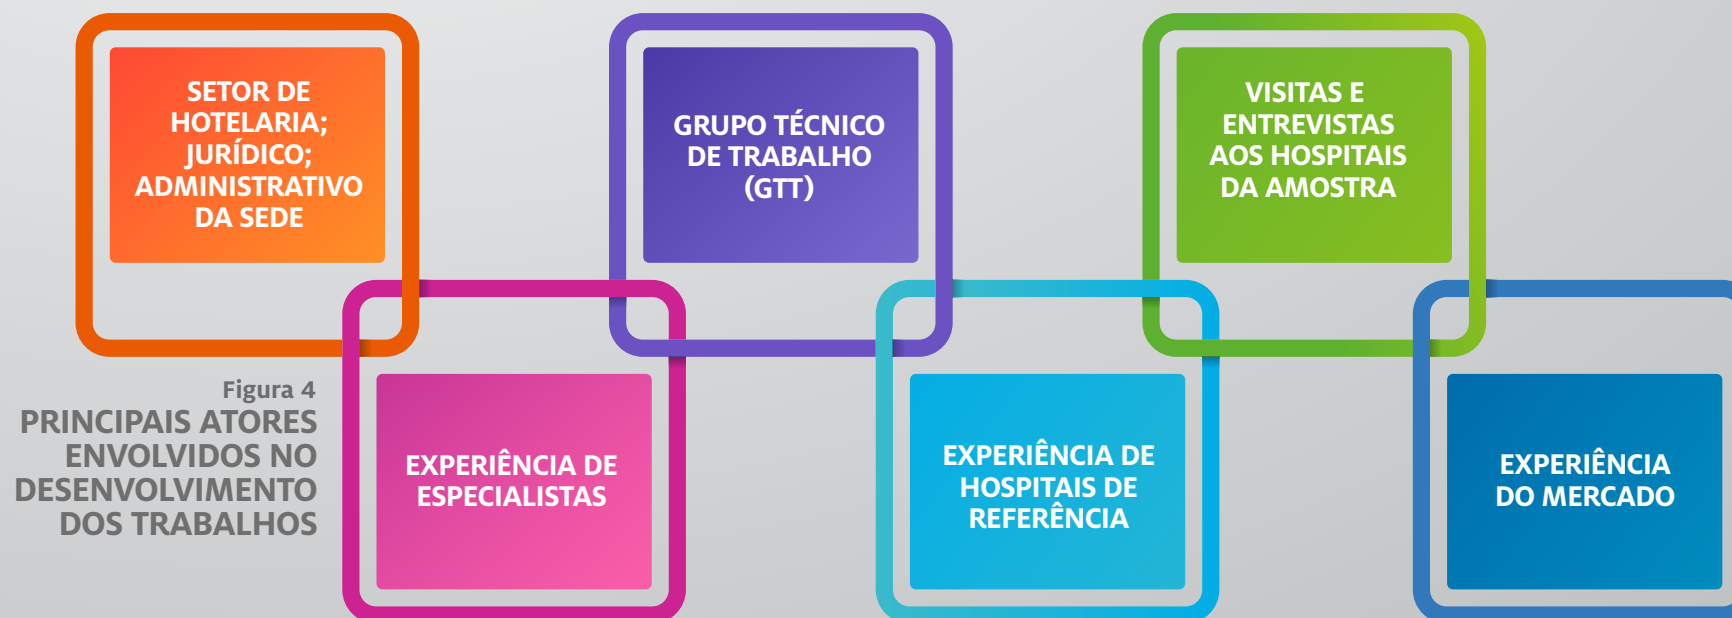 SETOR DE
HOTELARIA;
JURÍDICO;
ADMINISTRATIVO
DA SEDE
GRUPO TÉCNICO
DE TRABALHO
(GTT)
VISITAS E
ENTREVISTAS
AOS HOSPITAIS
DA AMOSTRA
Figura 4
PRINCIPAIS ATORES
ENVOLVIDOS NO
DESENVOLVIMENTO
DOS TRABALHOS
EXPERIÊNCIA DE
ESPECIALISTAS
EXPERIÊNCIA DE
HOSPITAIS DE
REFERÊNCIA
EXPERIÊNCIA
DO MERCADO